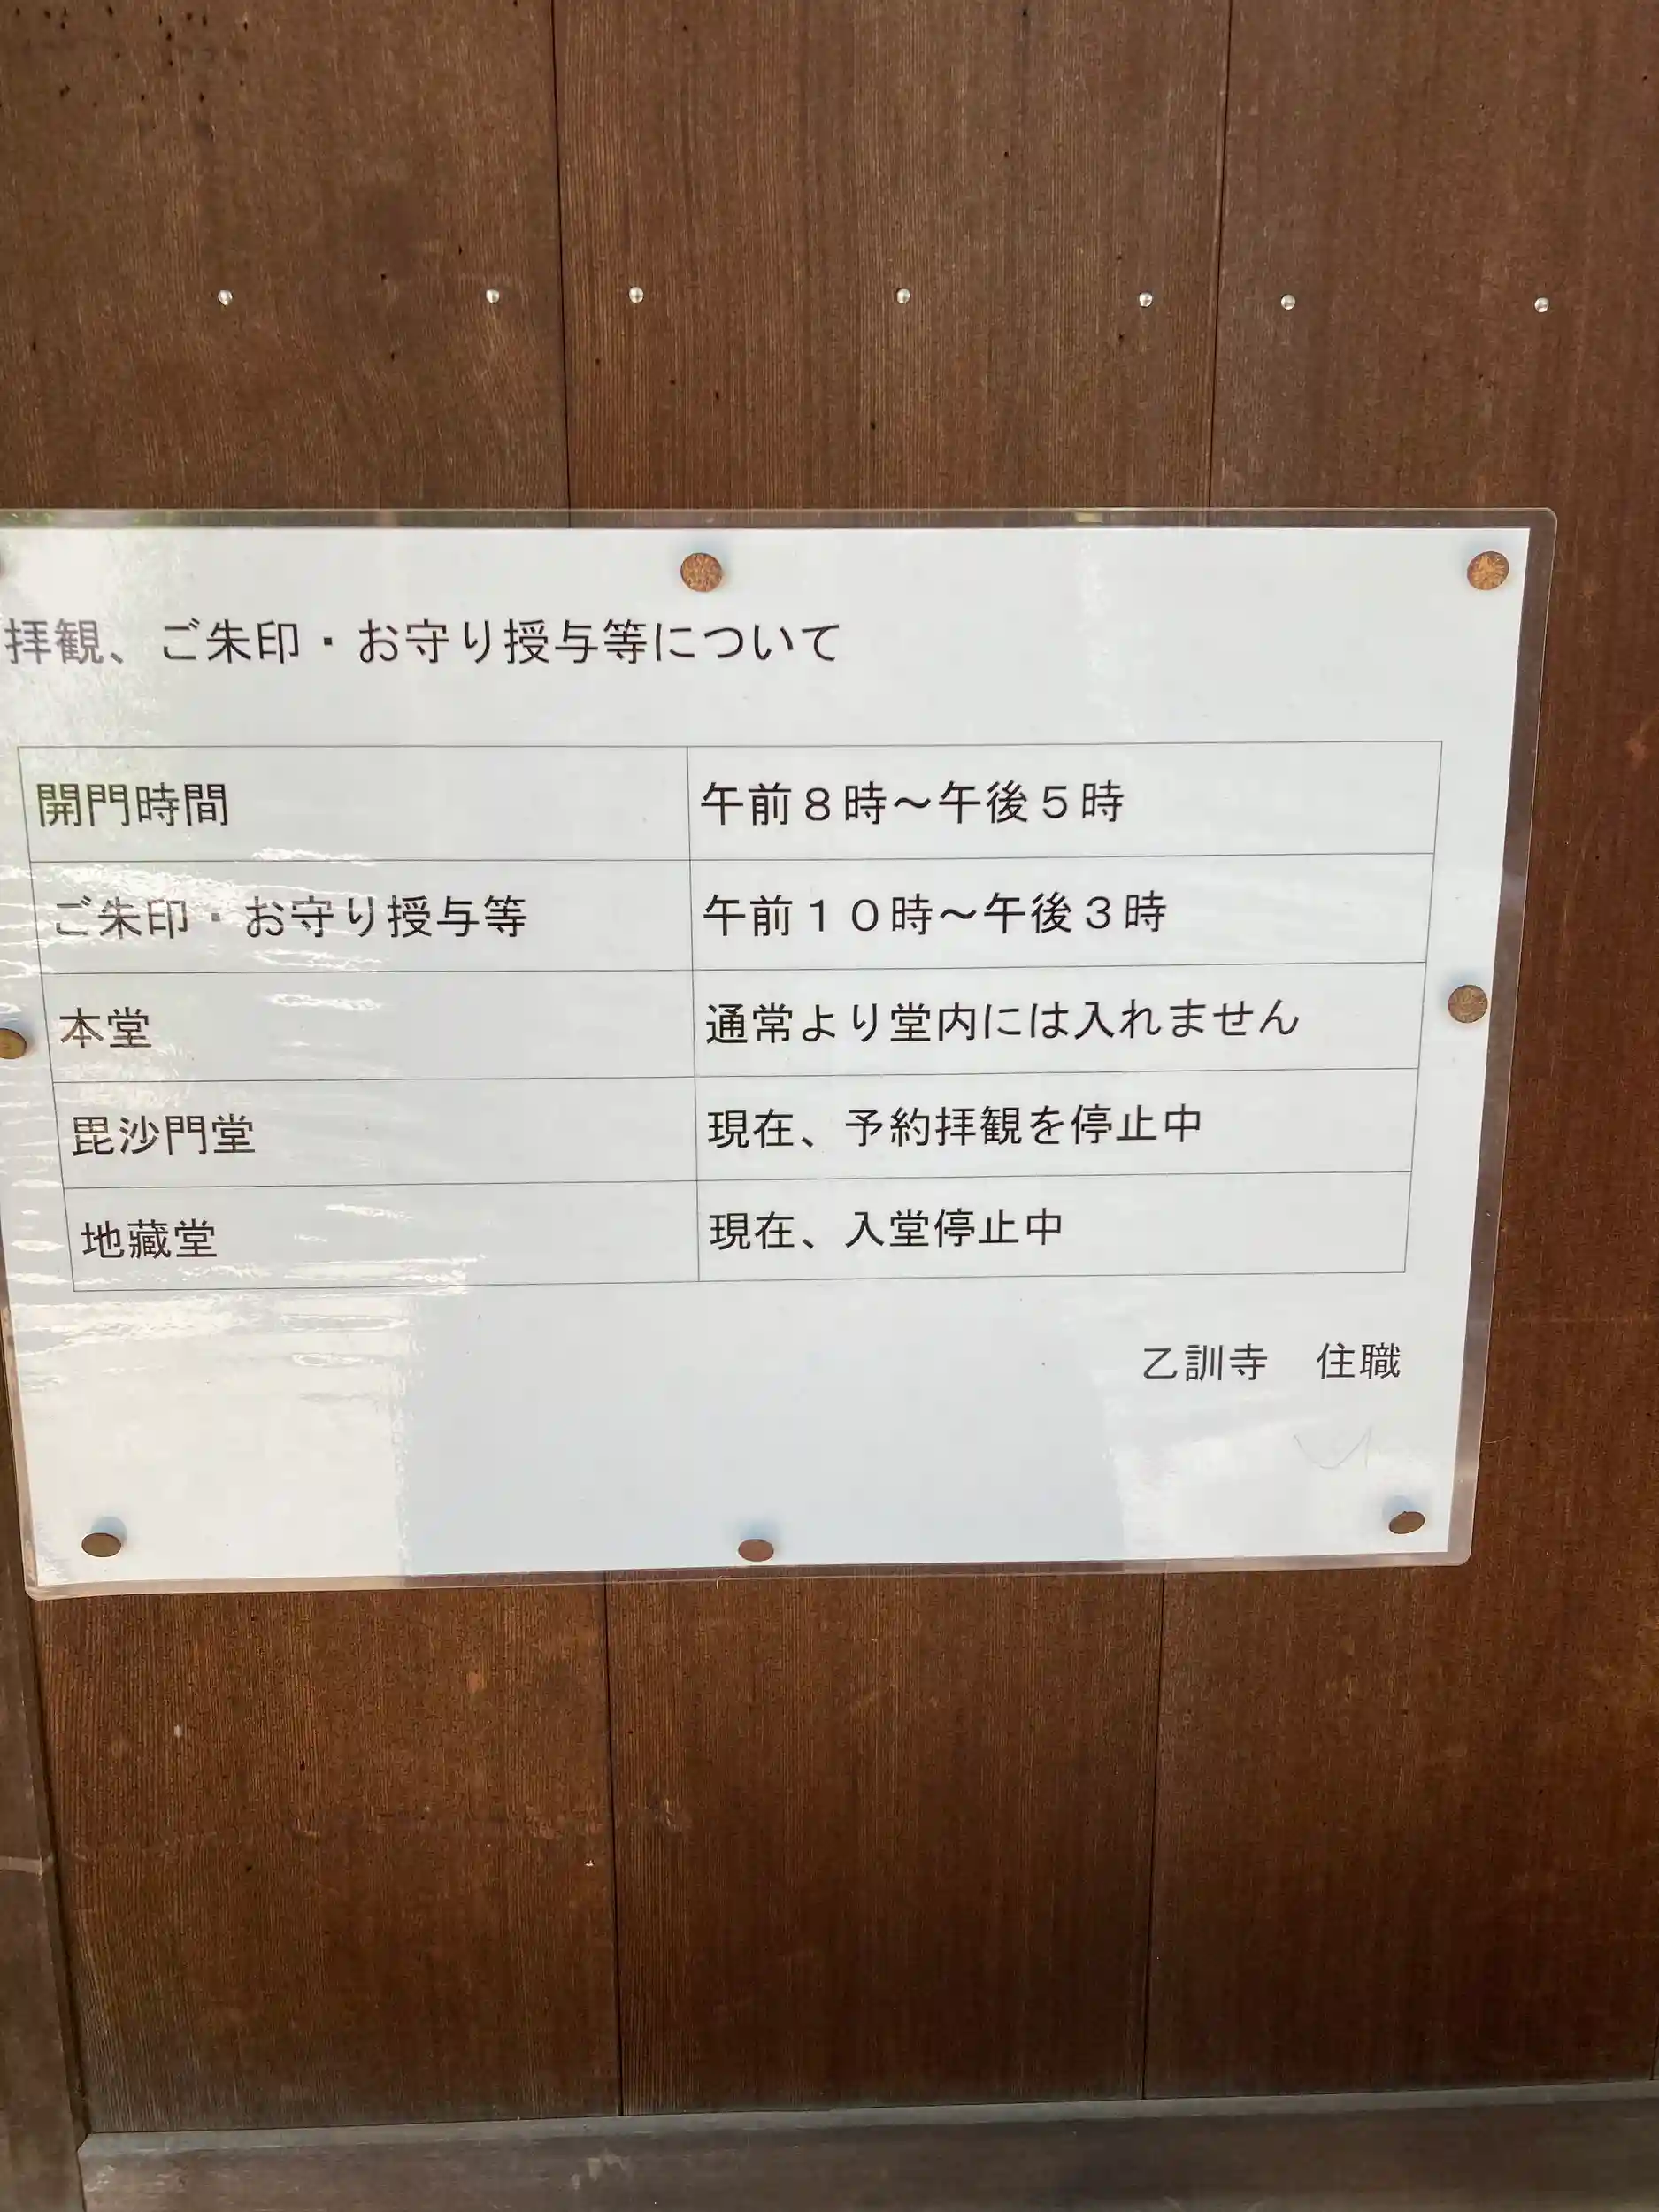 拝観、ご朱印・お守り授与等について
開門時間 午前８時～午後５時
ご朱印・お守り授与等 午前１０時～午後３時
本堂 通常より堂内には入れません
毘沙門堂 現在、予約拝観を停止中
地蔵堂 現在、入堂停止中
乙訓寺　住職